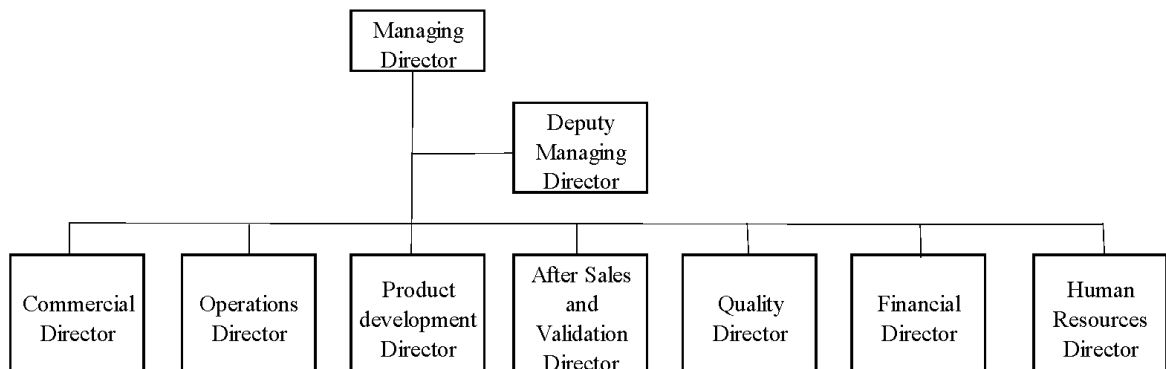 Managing
Director
Deputy
Managing
Director
Commercial
Director
Operations
Director
Product
development
Director
After Sales
and
Validation
Director
Quality
Director
Financial
Director
Human
Resources
Director